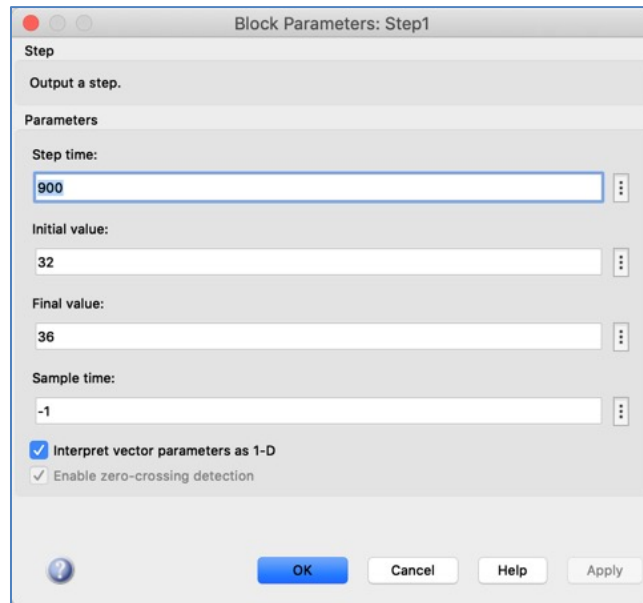 Block Parameters: Step1
Step
Output a step.
Parameters
Step time:
900
Initial value:
32
Final value:
36
Sample time:
-1
Interpret vector parameters as 1-D
Enable zero-crossing detection
?
OK Cancel Help Apply